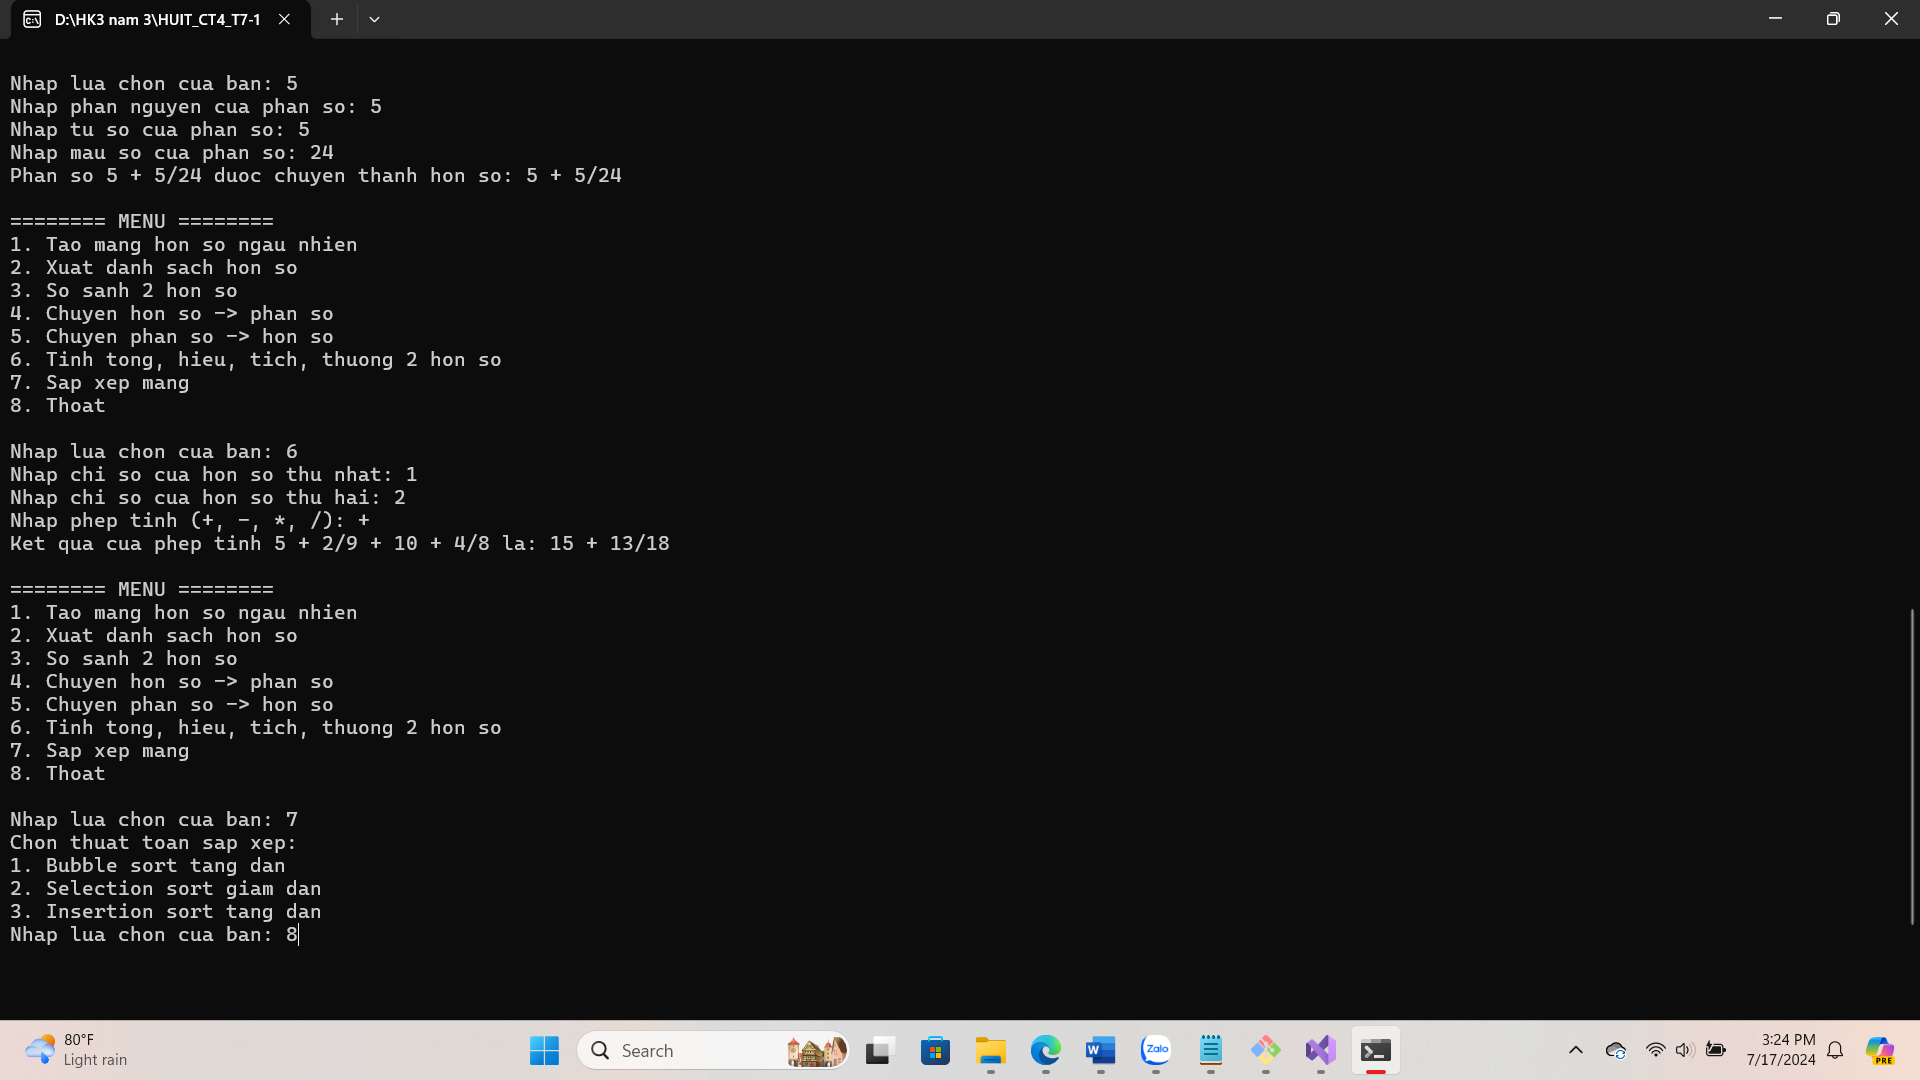 D:\HK3 nam 3\HUIT_CT4_T7-1
Nhap lua chon cua ban: 5
Nhap phan nguyen cua phan so: 5
Nhap tu so cua phan so: 5
Nhap mau so cua phan so: 24
Phan so 5 + 5/24 duoc chuyen thanh hon so: 5 + 5/24
======== MENU ========
1. Tao mang hon so ngau nhien
2. Xuat danh sach hon so
3. So sanh 2 hon so
4. Chuyen hon so -> phan so
5. Chuyen phan so -> hon so
6. Tinh tong, hieu, tich, thuong 2 hon so
7. Sap xep mang
8. Thoat
Nhap lua chon cua ban: 6
Nhap chi so cua hon so thu nhat: 1
Nhap chi so cua hon so thu hai: 2
Nhap phep tinh (+, -, *, /): +
Ket qua cua phep tinh 5 + 2/9 + 10 + 4/8 la: 15 + 13/18
======== MENU ========
1. Tao mang hon so ngau nhien
2. Xuat danh sach hon so
3. So sanh 2 hon so
4. Chuyen hon so -> phan so
5. Chuyen phan so -> hon so
6. Tinh tong, hieu, tich, thuong 2 hon so
7. Sap xep mang
8. Thoat
Nhap lua chon cua ban: 7
Chon thuat toan sap xep:
1. Bubble sort tang dan
2. Selection sort giam dan
3. Insertion sort tang dan
Nhap lua chon cua ban: 8
80°F
Light rain
Search
W
Zalo
3:24 PM
7/17/2024
PRE